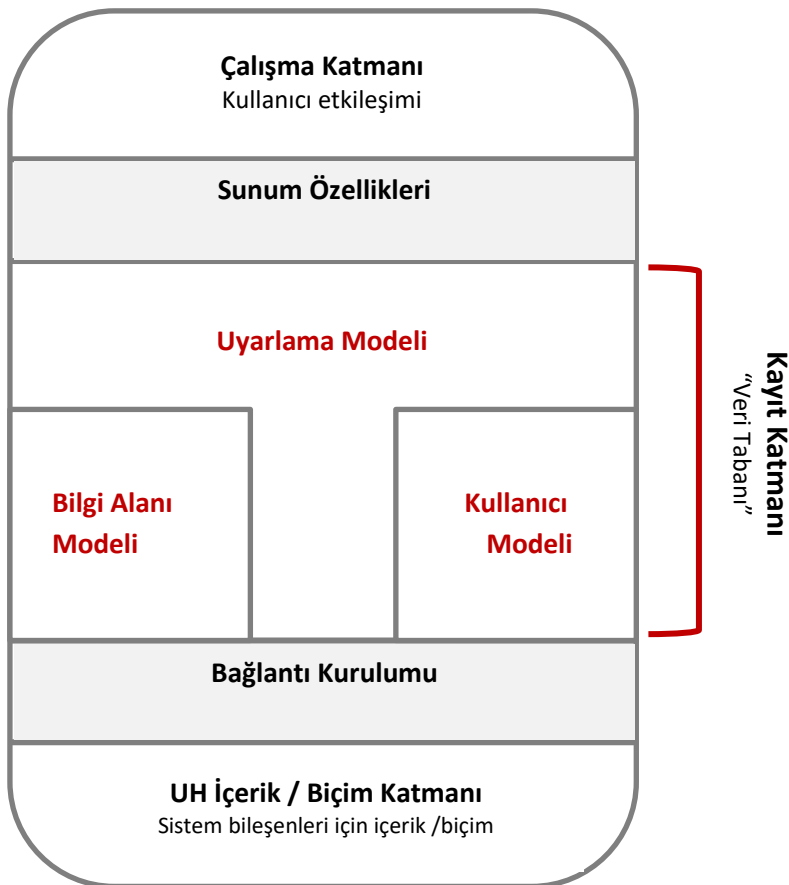 Çalışma Katmanı
Kullanıcı etkileşimi
Sunum Özellikleri
Uyarlama Modeli
Bilgi Alanı
Modeli
Kullanıcı
Modeli
Kayıt Katmanı
“Veri Tabanı”
Bağlantı Kurulumu
UH İçerik / Biçim Katmanı
Sistem bileşenleri için içerik /biçim